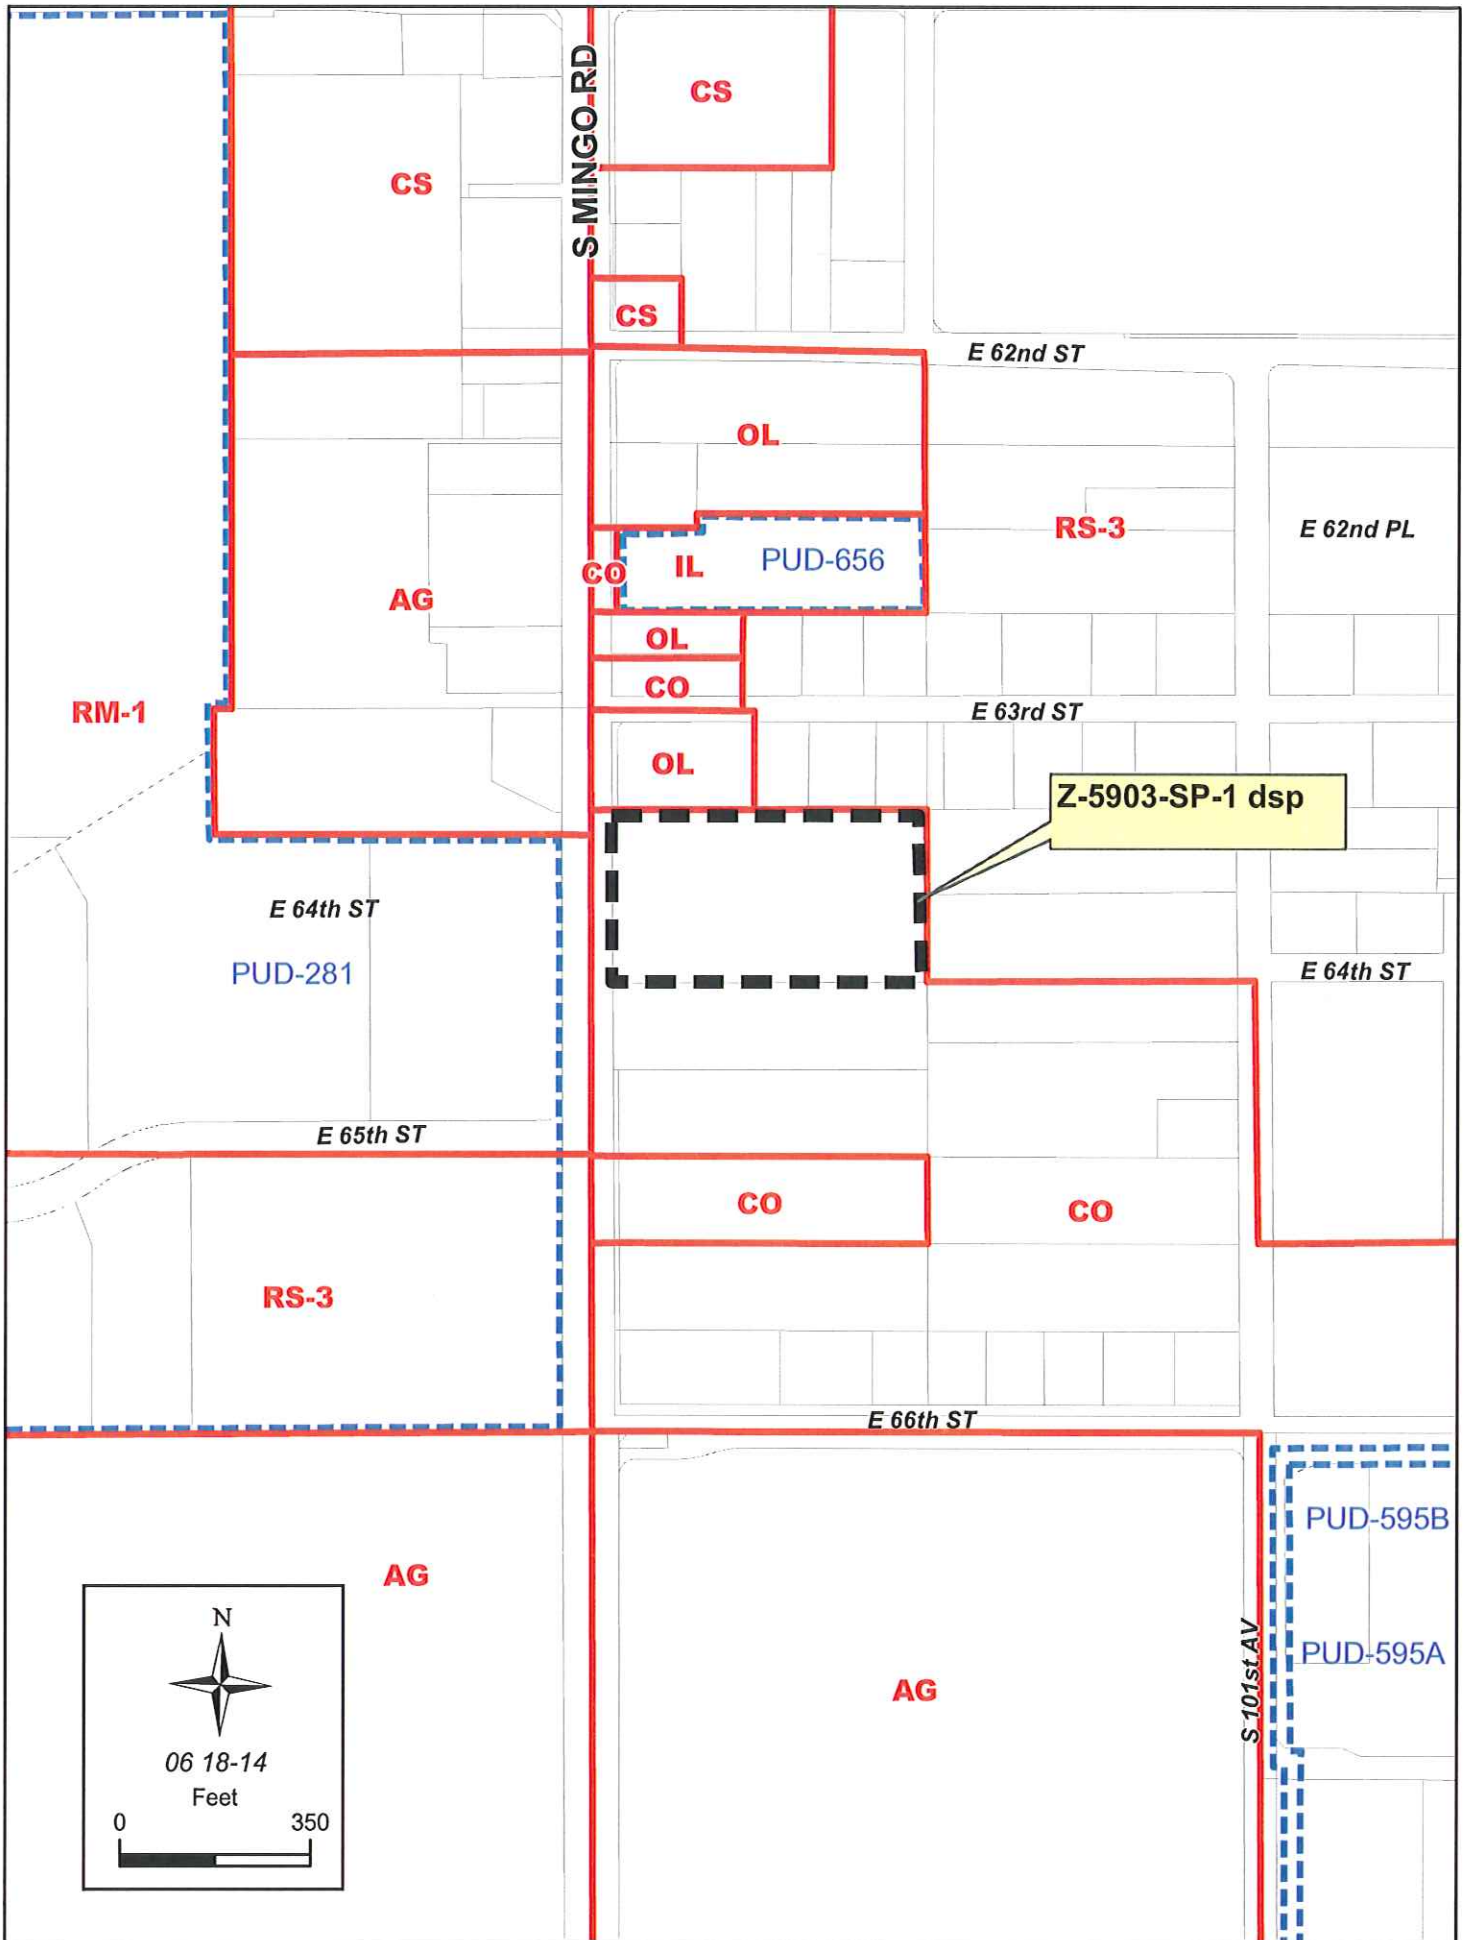 S MINGO RD
CS
CS
CS
E 62nd ST
OL
RS-3
E 62nd PL
CO
IL
PUD-656
AG
OL
CO
RM-1
E 63rd ST
OL
Z-5903-SP-1 dsp
E 64th ST
PUD-281
E 64th ST
E 65th ST
CO
CO
RS-3
E 66th ST
PUD-595B
AG
PUD-595A
S 101st AV
AG
N
06 18-14
Feet
0 350